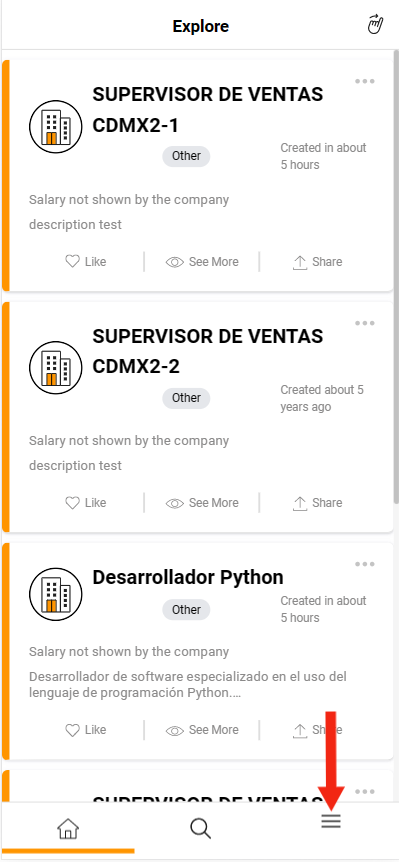 Explore
SUPERVISOR DE VENTAS
CDMX2-1
Other
Created in about
5 hours
Salary not shown by the company
description test
Like
See More
Share
SUPERVISOR DE VENTAS
CDMX2-2
Other
Created about 5
years ago
Salary not shown by the company
description test
Like
See More
Share
Desarrollador Python
Other
Created in about
5 hours
Salary not shown by the company
Desarrollador de software especializado en el uso del
lenguaje de programación Python....
Like
See More
Share
SUPERVISOR DE VENTAS